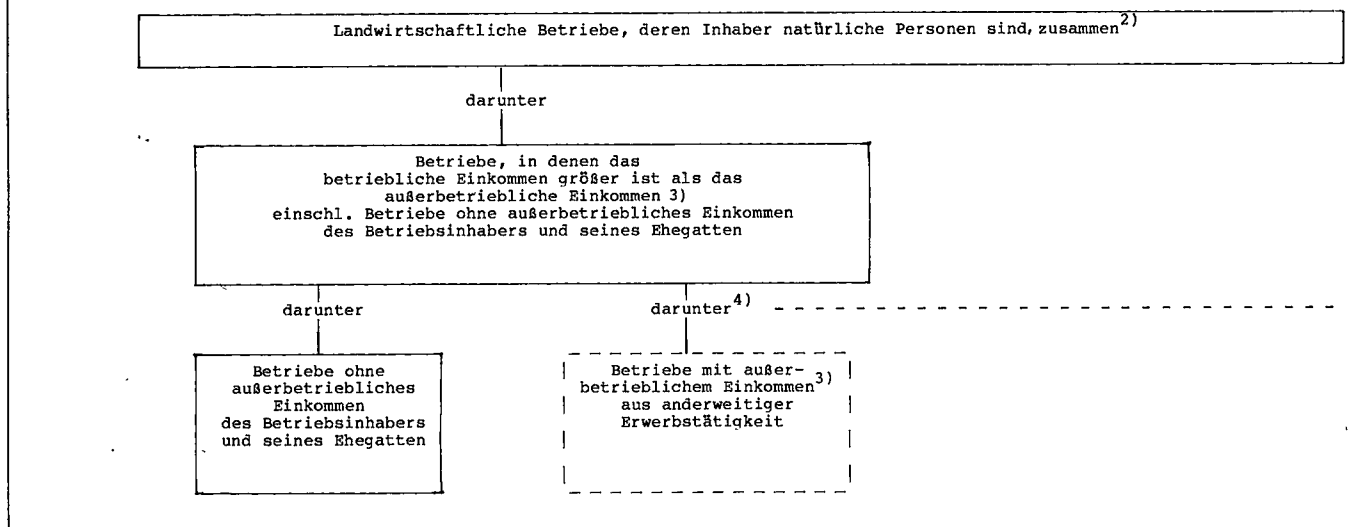 Landwirtschaftliche Betriebe, deren Inhaber natürliche Personen sind, zusammen2)
darunter
Betriebe, in denen das
betriebliche Einkommen größer ist als das
außerbetriebliche Einkommen 3)
einschl. Betriebe ohne außerbetriebliches Einkommen
des Betriebsinhabers und seines Ehegatten
darunter
darunter4)
Betriebe ohne
außerbetriebliches
Einkommen
des Betriebsinhabers
und seines Ehegatten
Betriebe mit außer-
betrieblichem Einkommen3)
aus anderweitiger
Erwerbstätigkeit